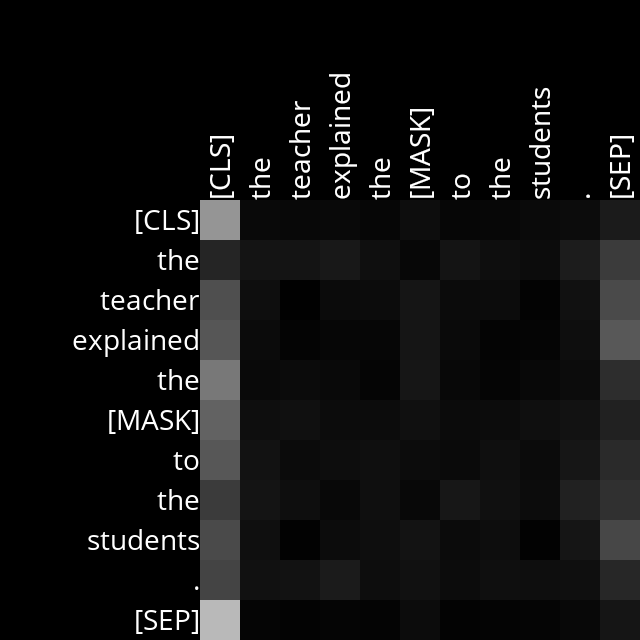 [CLS]
the
teacher
explained
the
[MASK]
to
the
students
.
[SEP]
[CLS]
the
teacher
explained
the
[MASK]
to
the
students
.
[SEP]